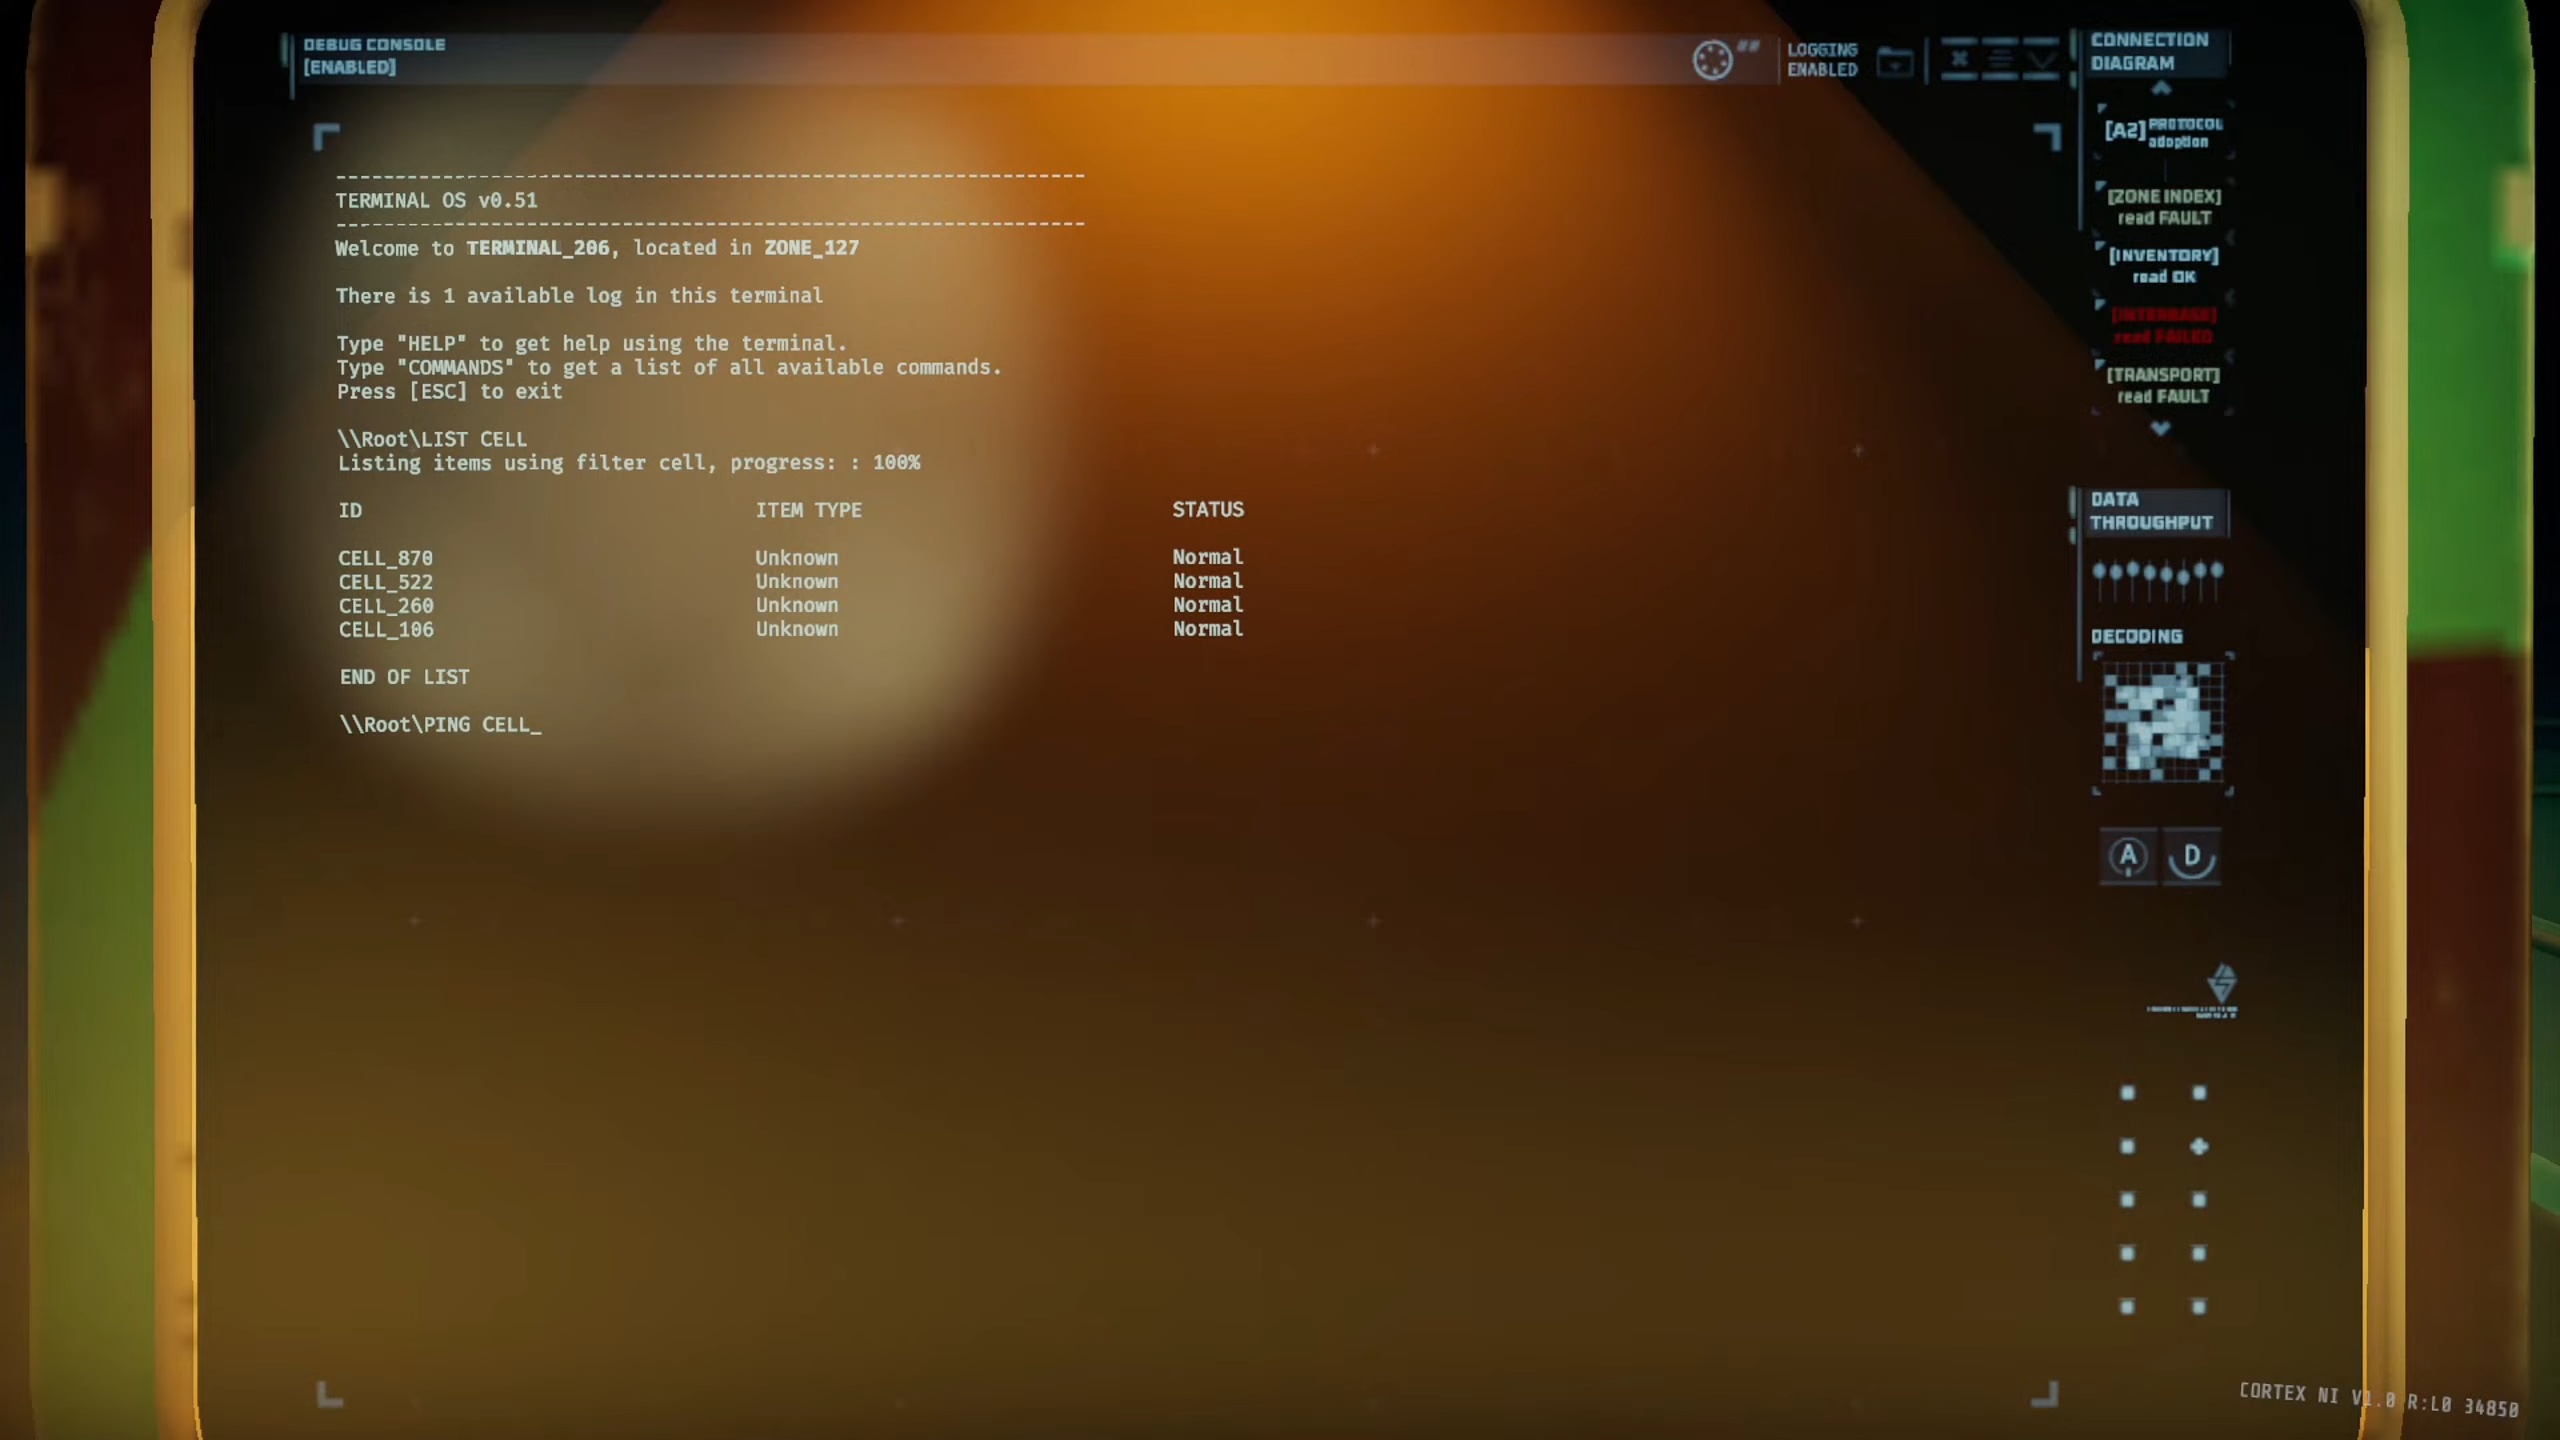 DEBUG CONSOLE
[ENABLED]
LOGGING
ENABLED
------------------------------------------------------------
TERMINAL OS v0.51
------------------------------------------------------------
Welcome to TERMINAL_206, located in ZONE_127
There is 1 available log in this terminal
Type "HELP" to get help using the terminal.
Type "COMMANDS" to get a list of all available commands.
Press [ESC] to exit
\\Root\LIST CELL
Listing items using filter cell, progress: : 100%
ID ITEM TYPE STATUS
CELL_870 Unknown Normal
CELL_522 Unknown Normal
CELL_260 Unknown Normal
CELL_106 Unknown Normal
END OF LIST
\\Root\PING CELL_
CONNECTION
DIAGRAM
[A2] PROTOCOL
adoption
[ZONE INDEX]
read FAULT
[INVENTORY]
read OK
[INTERBASE]
read FAILED
[TRANSPORT]
read FAULT
DATA
THROUGHPUT
DECODING
A D
CORTEX NI V1.0 R:L0 34850